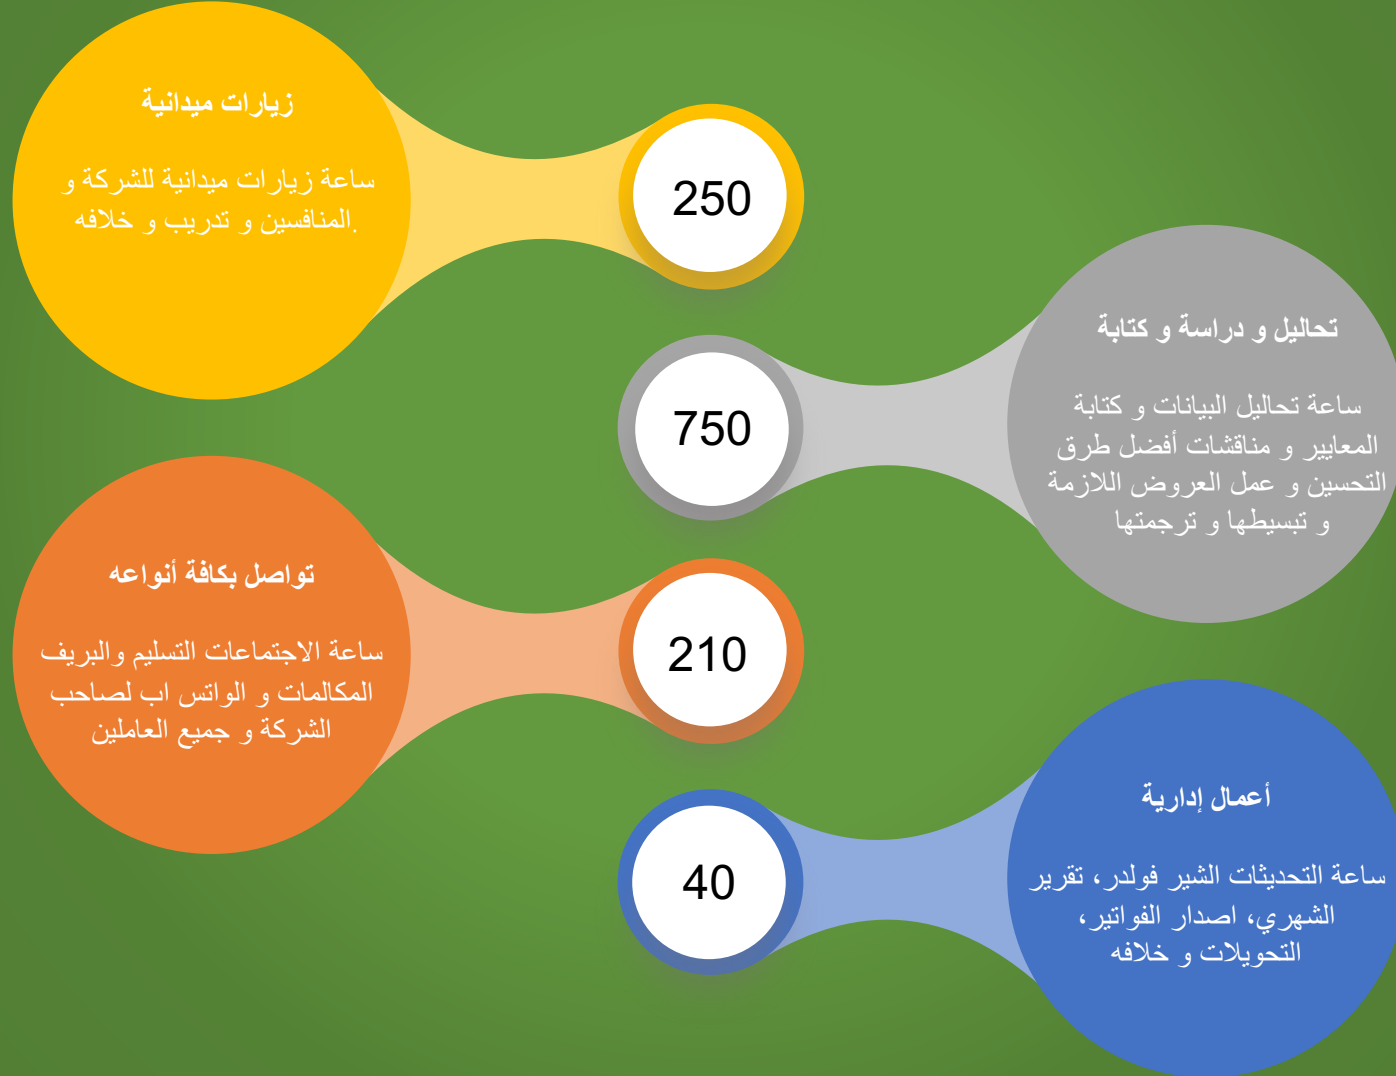 زيارات ميدانية
ساعة زيارات ميدانية للشركة و
المنافسين و تدريب و خلافه.
250
تحاليل و دراسة و كتابة
ساعة تحاليل البيانات و كتابة
المعايير و مناقشات أفضل طرق
التحسين و عمل العروض اللازمة
و تبسيطها و ترجمتها
750
تواصل بكافة أنواعه
ساعة الاجتماعات التسليم والبريف
المكالمات و الواتس اب لصاحب
الشركة و جميع العاملين
210
أعمال إدارية
ساعة التحديثات الشير فولدر، تقرير
الشهري، اصدار الفواتير،
التحويلات و خلافه
40